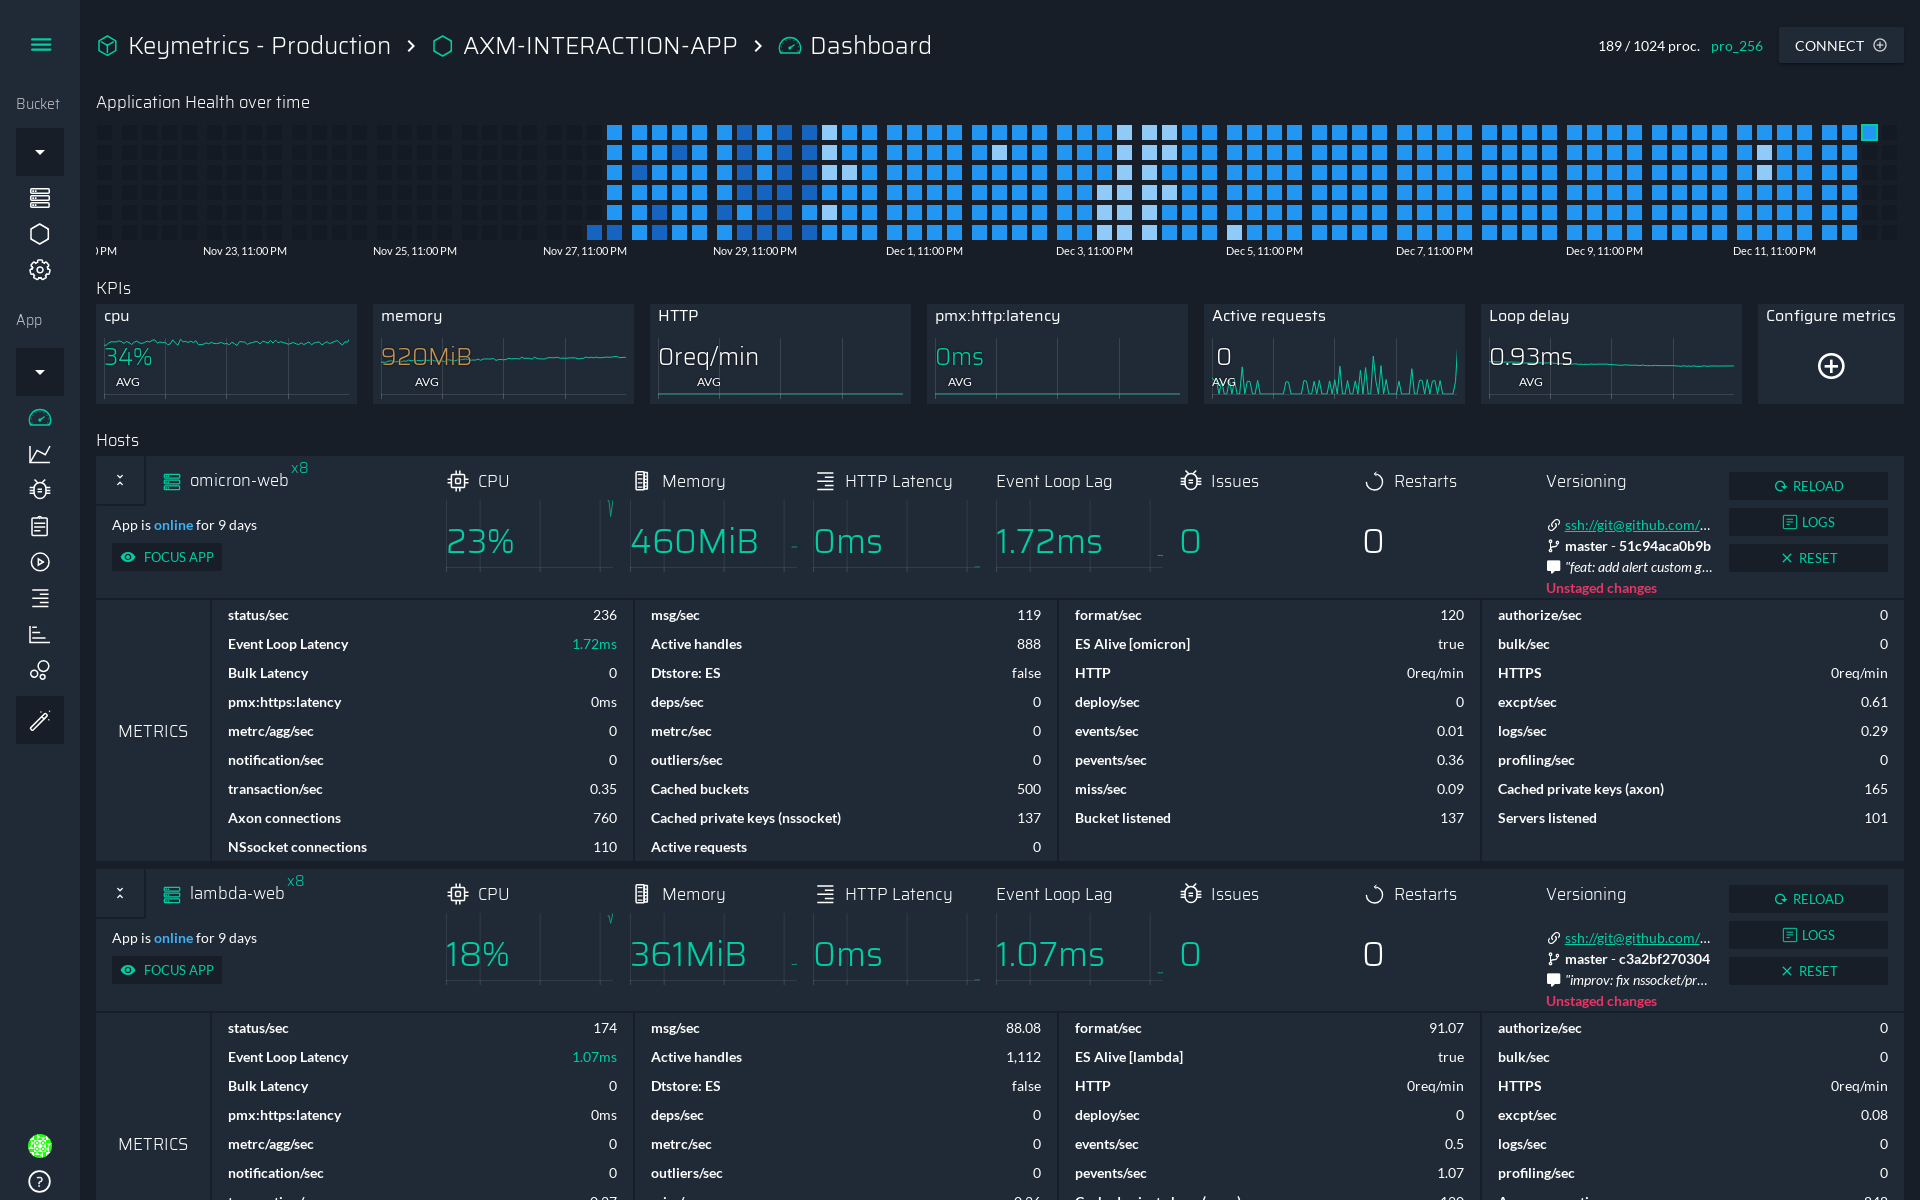 Keymetrics - Production > AXM-INTERACTION-APP > Dashboard
189 / 1024 proc. pro_256 CONNECT
Bucket
App
Application Health over time
PM Nov 23, 11:00 PM Nov 25, 11:00 PM Nov 27, 11:00 PM Nov 29, 11:00 PM Dec 1, 11:00 PM Dec 3, 11:00 PM Dec 5, 11:00 PM Dec 7, 11:00 PM Dec 9, 11:00 PM Dec 11, 11:00 PM
KPIs
cpu memory HTTP pmx:http:latency Active requests Loop delay Configure metrics
34% 920MiB 0req/min 0ms 0 0.93ms
AVG AVG AVG AVG AVG AVG
Hosts
omicron-web x8 CPU Memory HTTP Latency Event Loop Lag Issues Restarts Versioning RELOAD
App is online for 9 days 23% 460MiB 0ms 1.72ms 0 0 ssh://git@github.com/... LOGS
FOCUS APP master - 51c94aca0b9b RESET
"feat: add alert custom g...
Unstaged changes
METRICS
status/sec 236 msg/sec 119 format/sec 120 authorize/sec 0
Event Loop Latency 1.72ms Active handles 888 ES Alive [omicron] true bulk/sec 0
Bulk Latency 0 Dtstore: ES false HTTP 0req/min HTTPS 0req/min
pmx:https:latency 0ms deps/sec 0 deploy/sec 0 excpt/sec 0.61
metrc/agg/sec 0 metrc/sec 0 events/sec 0.01 logs/sec 0.29
notification/sec 0 outliers/sec 0 pevents/sec 0.36 profiling/sec 0
transaction/sec 0.35 Cached buckets 500 miss/sec 0.09 Cached private keys (axon) 165
Axon connections 760 Cached private keys (nssocket) 137 Bucket listened 137 Servers listened 101
NSsocket connections 110 Active requests 0
lambda-web x8 CPU Memory HTTP Latency Event Loop Lag Issues Restarts Versioning RELOAD
App is online for 9 days 18% 361MiB 0ms 1.07ms 0 0 ssh://git@github.com/... LOGS
FOCUS APP master - c3a2bf270304 RESET
"improv: fix nssocket/pr...
Unstaged changes
METRICS
status/sec 174 msg/sec 88.08 format/sec 91.07 authorize/sec 0
Event Loop Latency 1.07ms Active handles 1,112 ES Alive [lambda] true bulk/sec 0
Bulk Latency 0 Dtstore: ES false HTTP 0req/min HTTPS 0req/min
pmx:https:latency 0ms deps/sec 0 deploy/sec 0 excpt/sec 0.08
metrc/agg/sec 0 metrc/sec 0 events/sec 0.5 logs/sec 0
notification/sec 0 outliers/sec 0 pevents/sec 1.07 profiling/sec 0